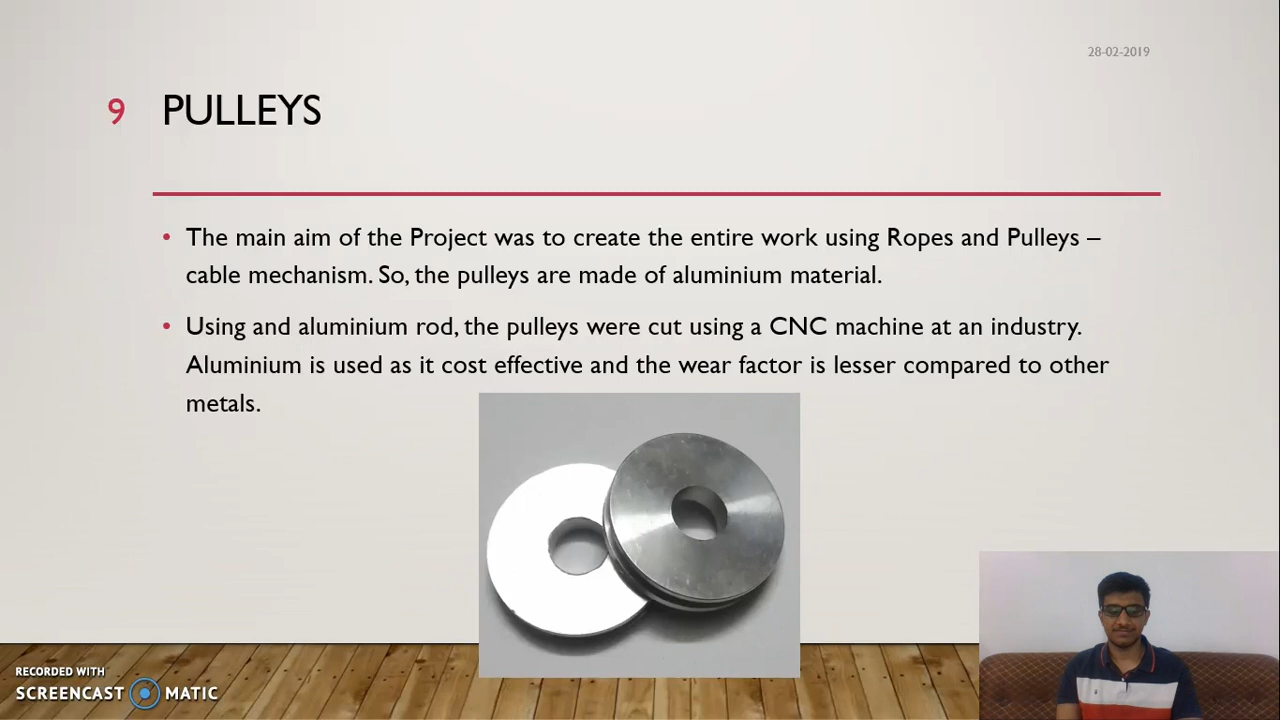 28-02-2019
9 PULLEYS
• The main aim of the Project was to create the entire work using Ropes and Pulleys –
cable mechanism. So, the pulleys are made of aluminium material.
• Using and aluminium rod, the pulleys were cut using a CNC machine at an industry.
Aluminium is used as it cost effective and the wear factor is lesser compared to other
metals.
RECORDED WITH
SCREENCAST MATIC